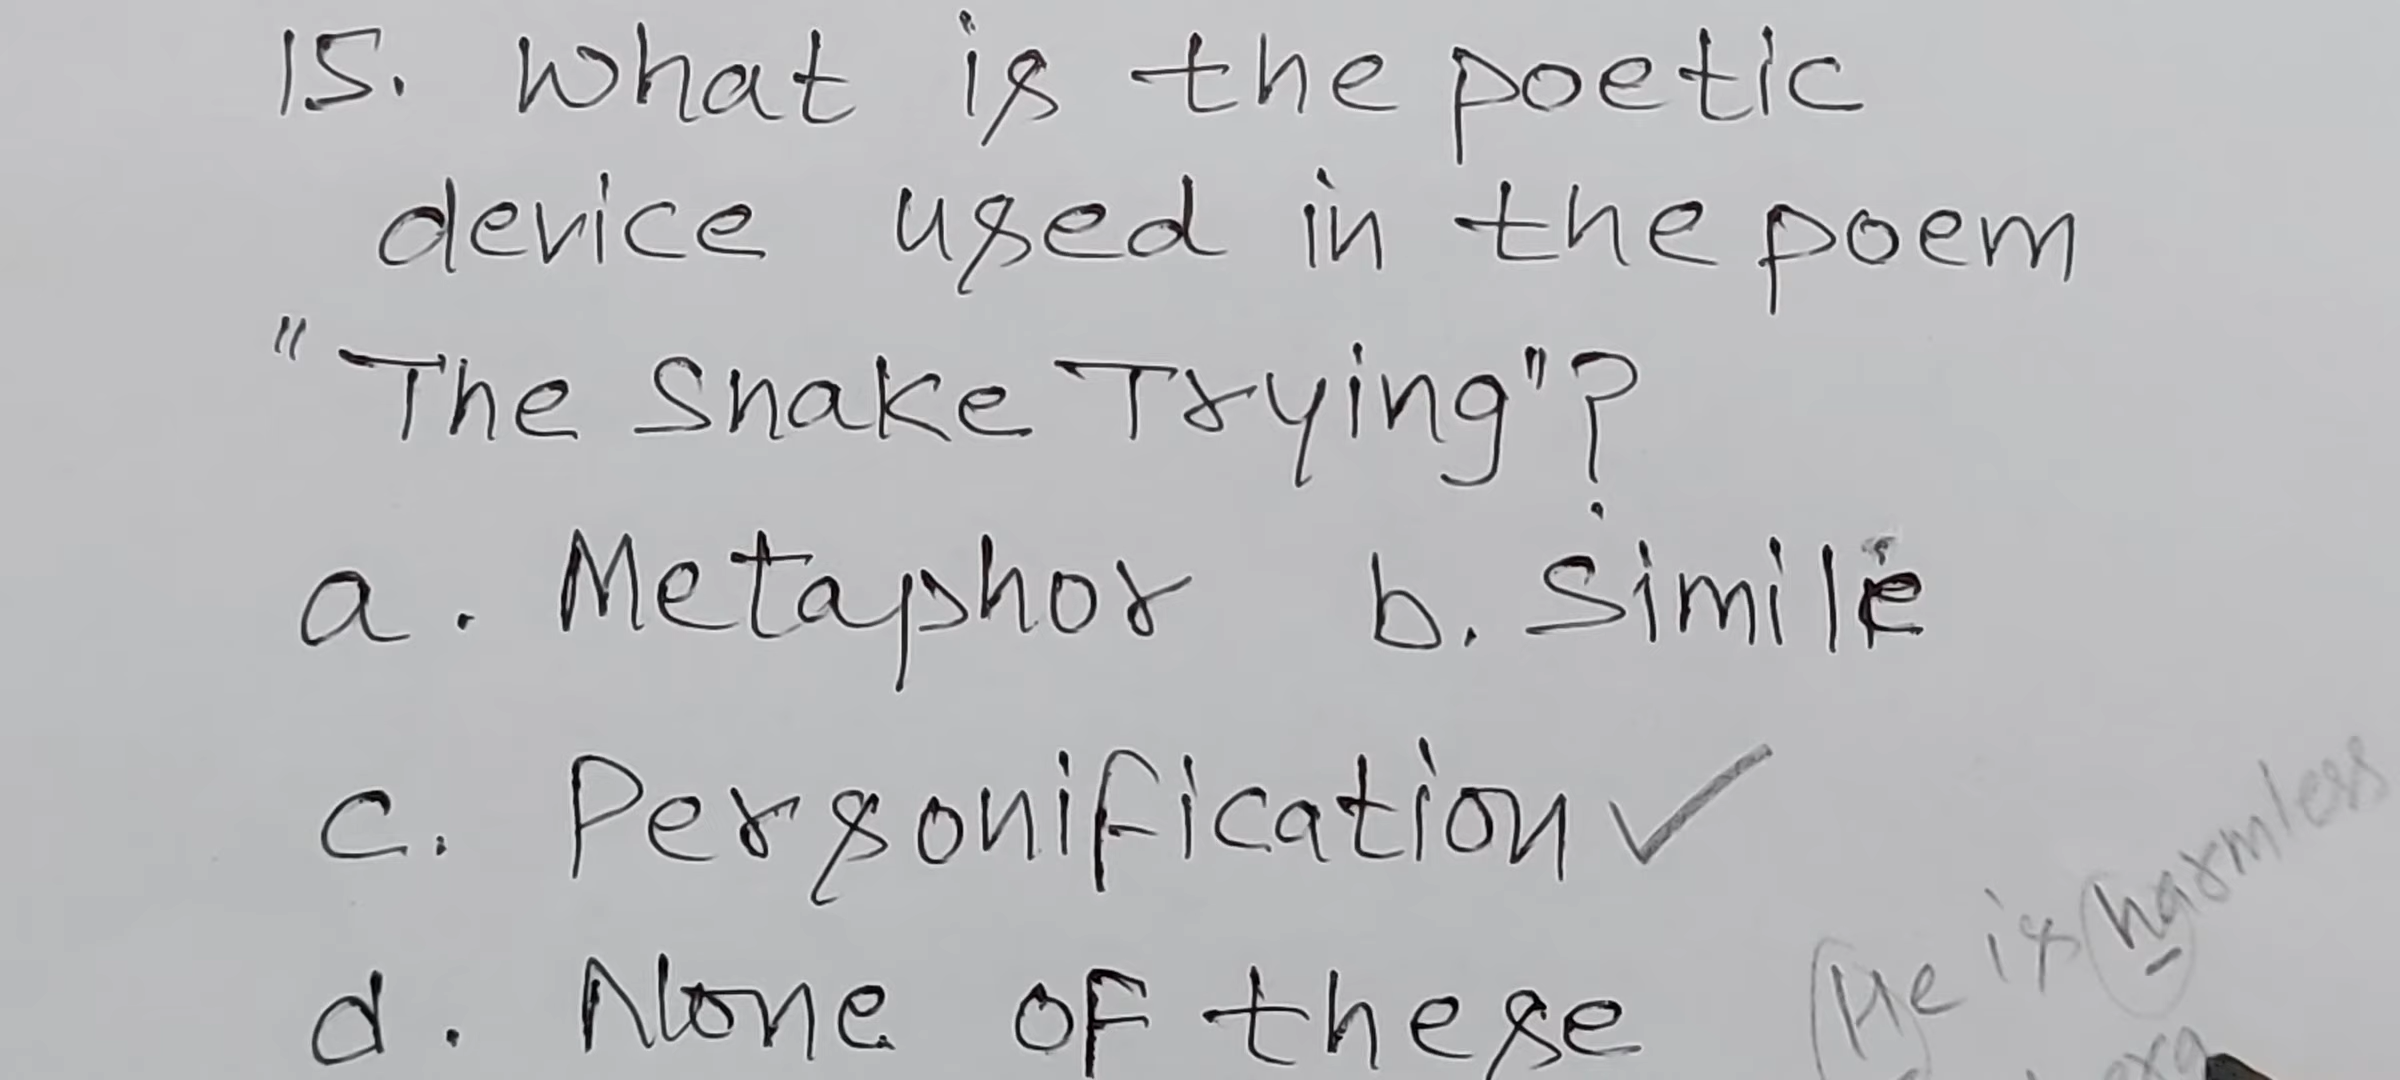 15. What is the poetic
device used in the poem
"The Snake Trying"?
a. Metaphor b. Simile
c. Personification ✓
d. None of these
He is harmless